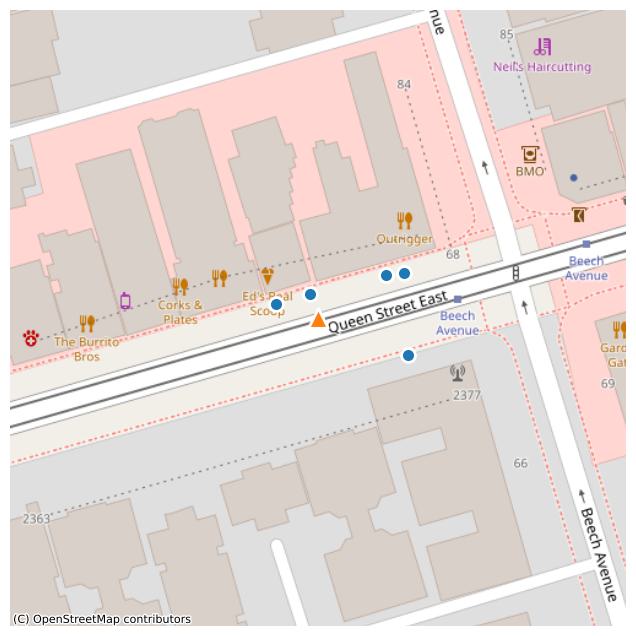 nue
85
Neil's Haircutting
84
BMO
Outrigger
68
Beech
Avenue
Ed's Real
Scoop
Corks &
Plates
The Burrito
Bros
Queen Street East
Beech
Avenue
Gard
Gat
69
2377
66
2363
Beech Avenue
(C) OpenStreetMap contributors